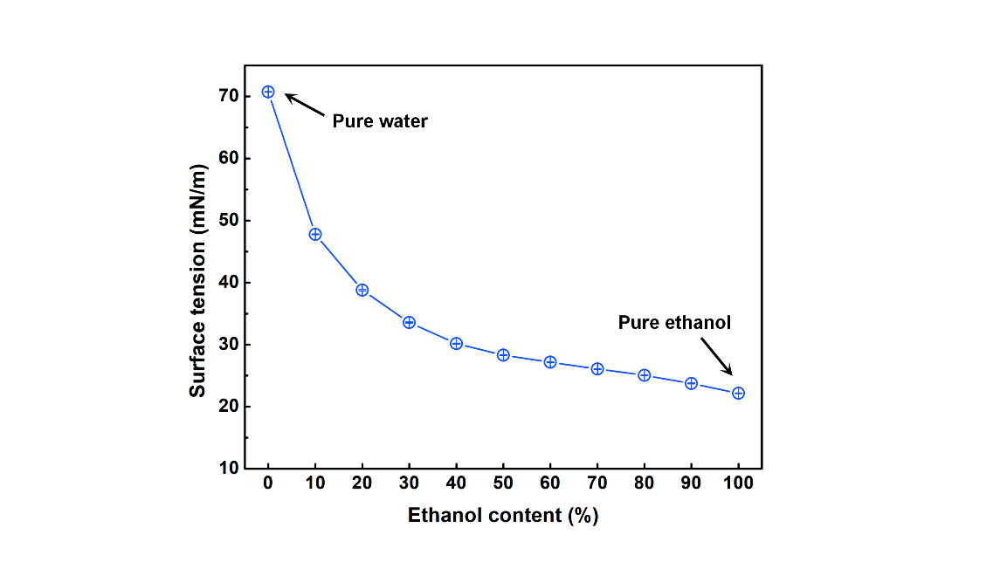 70
60
50
40
30
20
10
Surface tension (mN/m)
Pure water
Pure ethanol
0 10 20 30 40 50 60 70 80 90 100
Ethanol content (%)